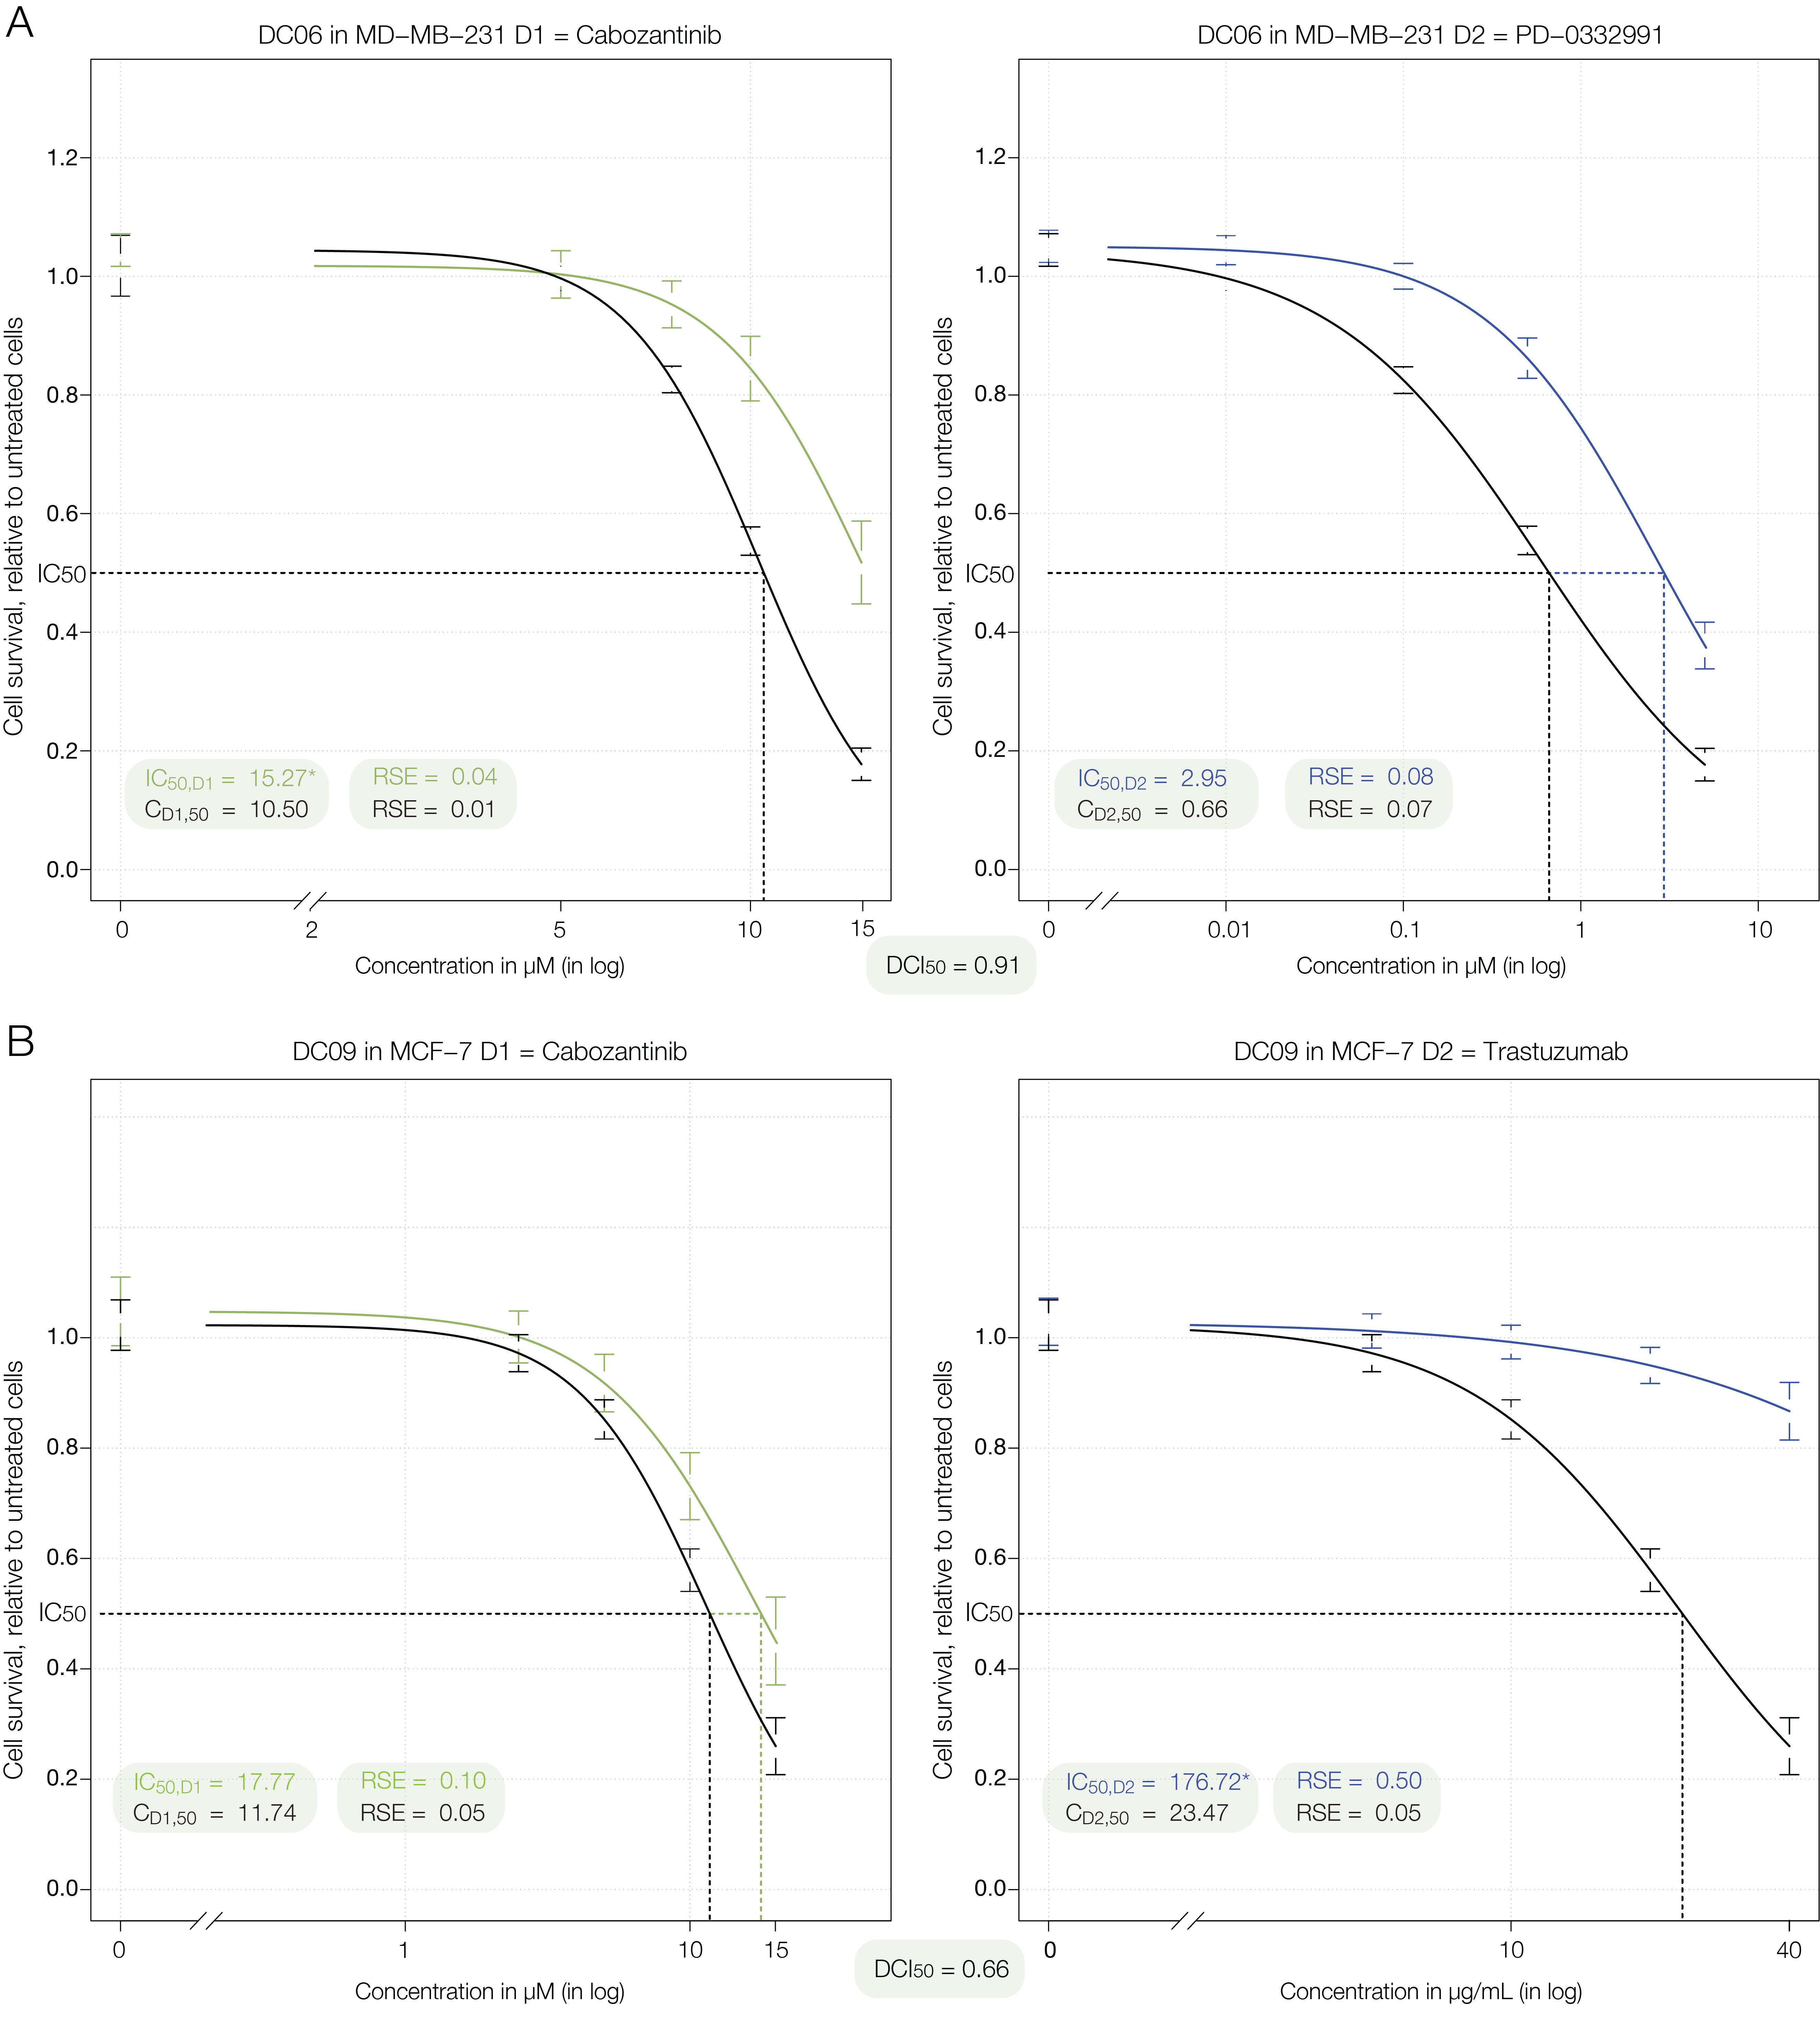 A
DC06 in MD–MB–231 D1 = Cabozantinib
Cell survival, relative to untreated cells
1.2
1.0
0.8
0.6
IC50
0.4
0.2
0.0
IC50,D1 = 15.27*
CD1,50 = 10.50
RSE = 0.04
RSE = 0.01
0 2 5 10 15
Concentration in µM (in log)
DC06 in MD–MB–231 D2 = PD–0332991
Cell survival, relative to untreated cells
1.2
1.0
0.8
0.6
IC50
0.4
0.2
0.0
IC50,D2 = 2.95
CD2,50 = 0.66
RSE = 0.08
RSE = 0.07
0 0.01 0.1 1 10
Concentration in µM (in log)
DCI50 = 0.91
B
DC09 in MCF–7 D1 = Cabozantinib
Cell survival, relative to untreated cells
1.0
0.8
0.6
IC50
0.4
0.2
0.0
IC50,D1 = 17.77
CD1,50 = 11.74
RSE = 0.10
RSE = 0.05
0 1 10 15
Concentration in µM (in log)
DC09 in MCF–7 D2 = Trastuzumab
Cell survival, relative to untreated cells
1.0
0.8
0.6
IC50
0.4
0.2
0.0
IC50,D2 = 176.72*
CD2,50 = 23.47
RSE = 0.50
RSE = 0.05
0 10 40
Concentration in µg/mL (in log)
DCI50 = 0.66